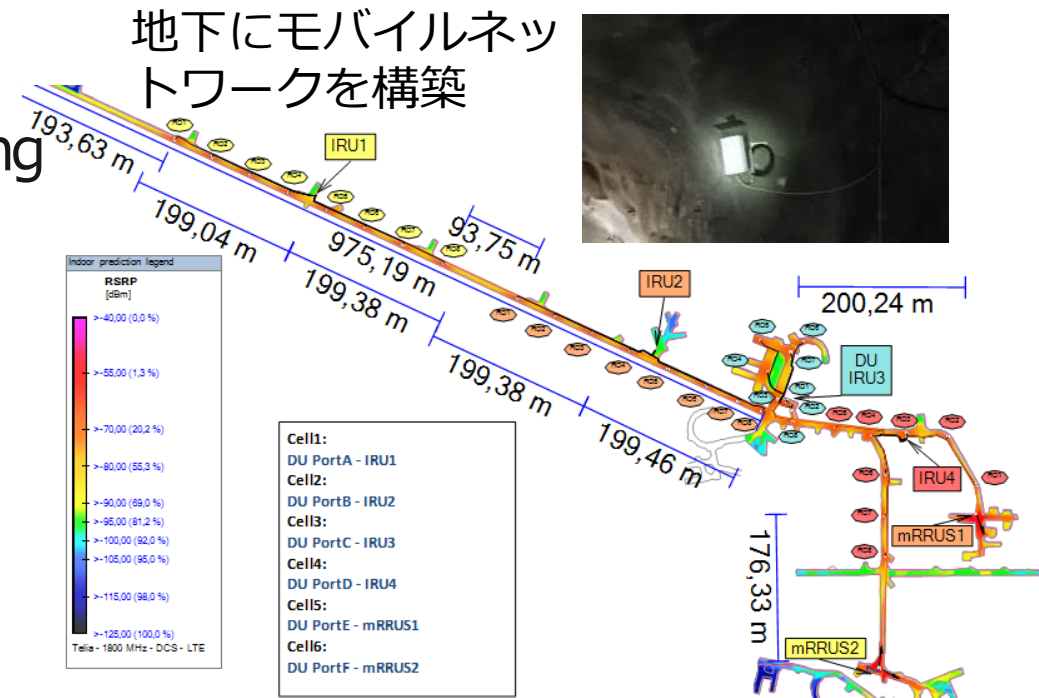 地下にモバイルネッ
トワークを構築
ng
193,63 m
IRU1
199,04 m
975,19 m
93,75 m
199,38 m
IRU2
200,24 m
199,38 m
DU
IRU3
199,46 m
IRU4
mRRUS1
176,33 m
mRRUS2
Indoor prediction legend
RSRP
[dBm]
>-40,00 (0,0 %)
>-55,00 (1,3 %)
>-70,00 (20,2 %)
>-80,00 (55,3 %)
>-90,00 (69,0 %)
>-95,00 (81,2 %)
>-100,00 (92,0 %)
>-105,00 (95,0 %)
>-115,00 (98,0 %)
>-125,00 (100,0 %)
Telia - 1800 MHz - DCS - LTE
Cell1:
DU PortA - IRU1
Cell2:
DU PortB - IRU2
Cell3:
DU PortC - IRU3
Cell4:
DU PortD - IRU4
Cell5:
DU PortE - mRRUS1
Cell6:
DU PortF - mRRUS2